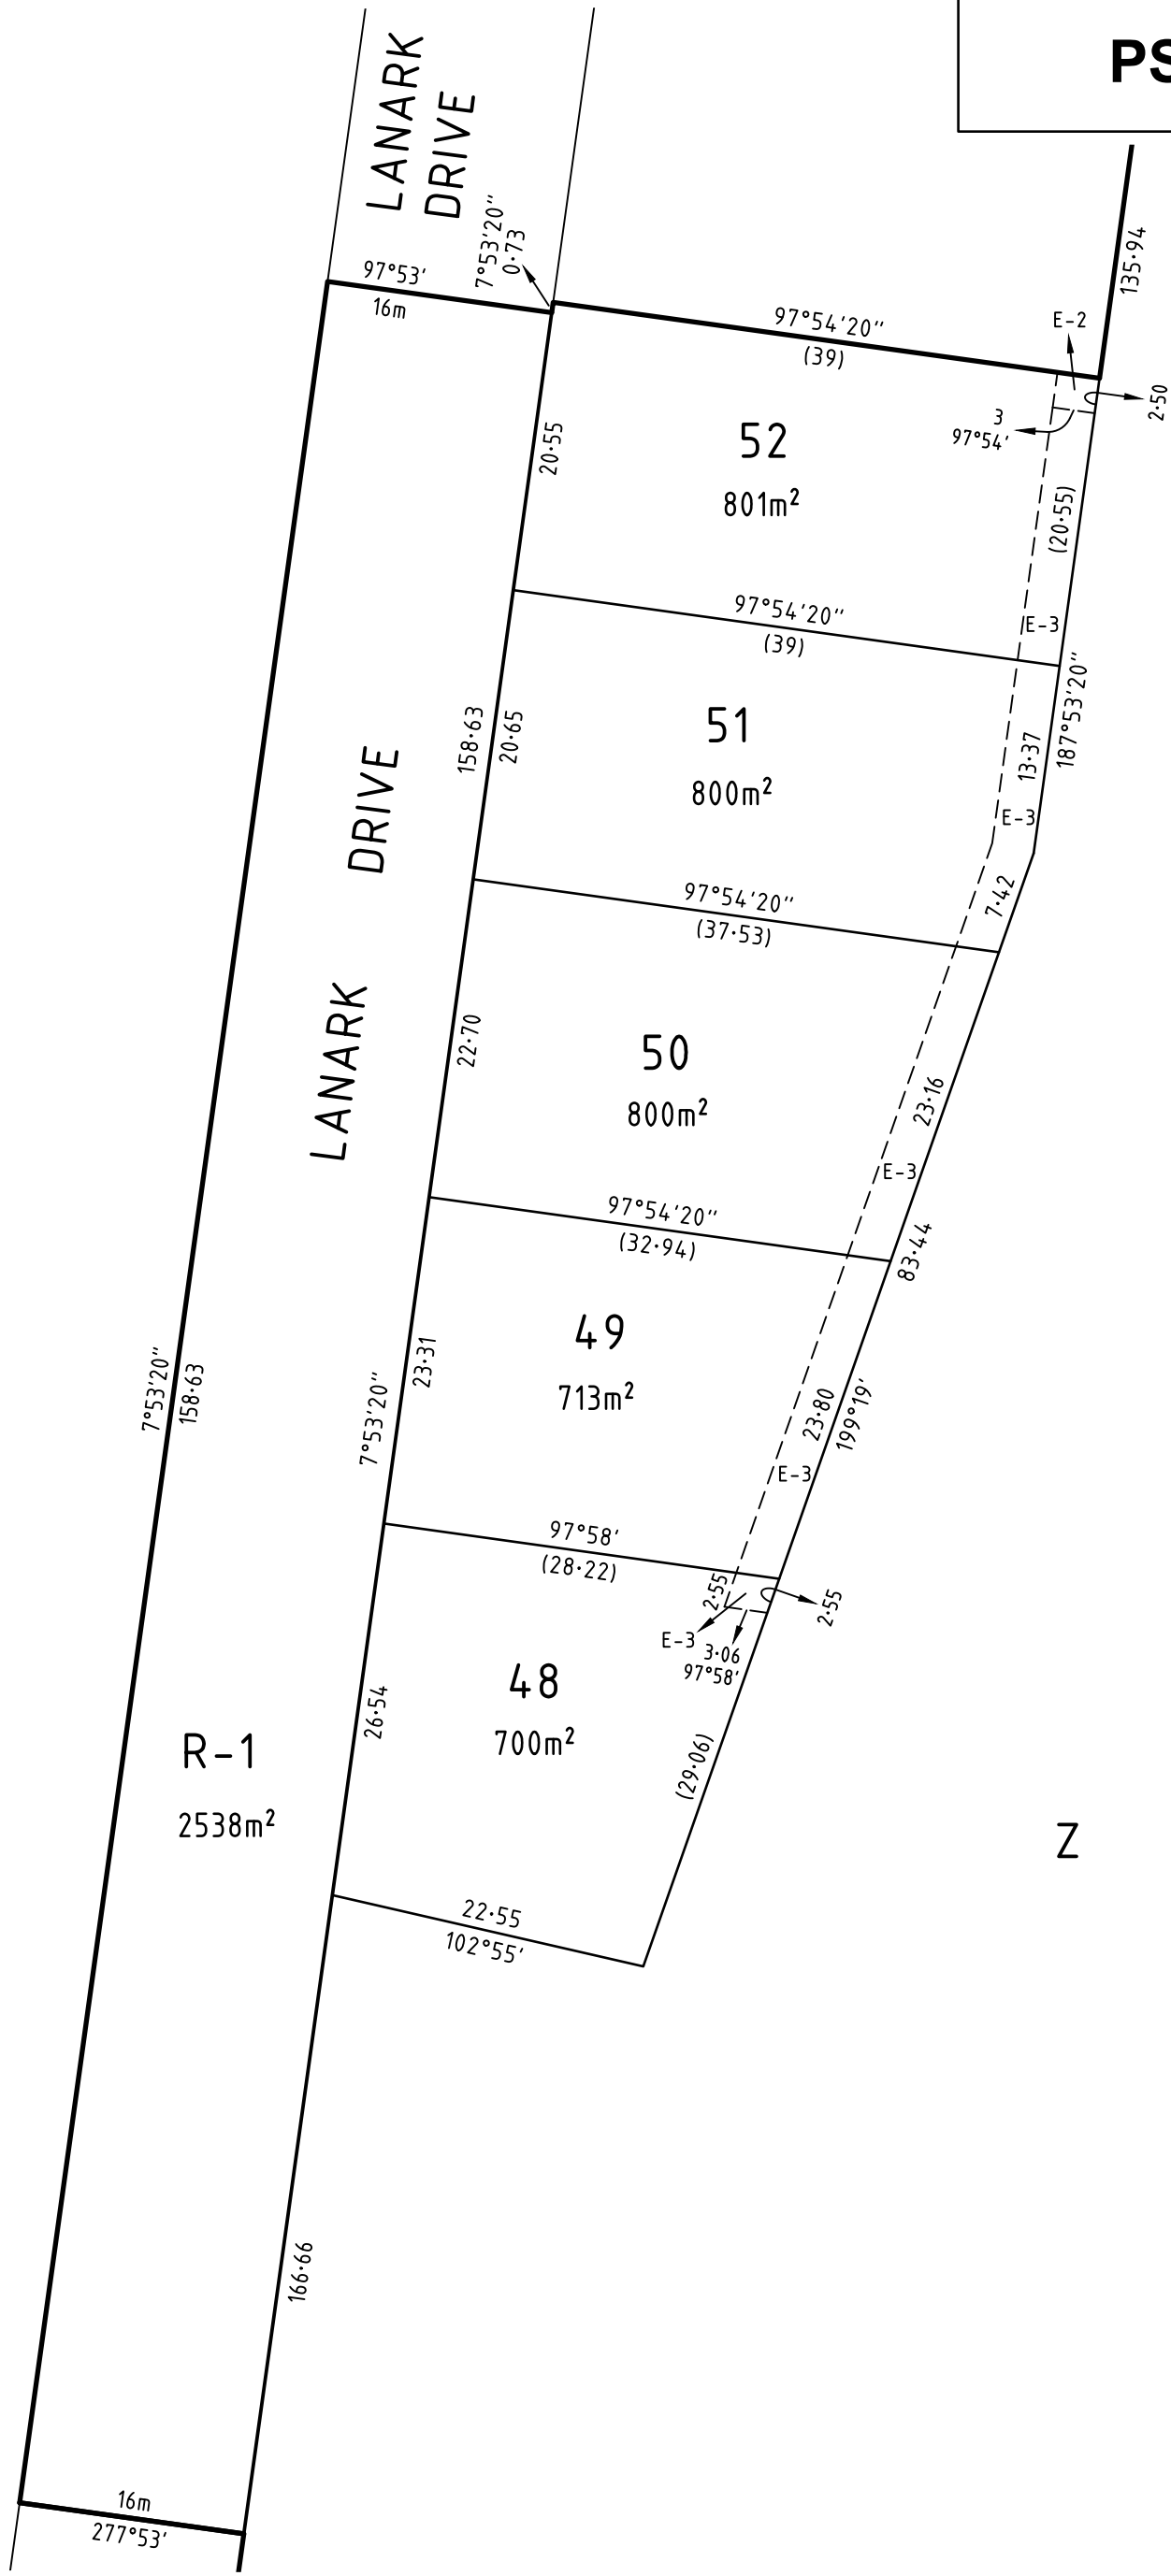 PS
LANARK
DRIVE
7°53'20"
0·73
97°53'
16m
135·94
97°54'20"
(39)
E-2
2·50
3
97°54'
52
801m²
20·55
(20·55)
E-3
97°54'20"
(39)
187°53'20"
51
800m²
158·63
20·65
13·37
E-3
LANARK DRIVE
7·42
97°54'20"
(37·53)
50
800m²
22·70
23·16
E-3
97°54'20"
(32·94)
83·44
49
713m²
23·31
7°53'20"
158·63
7°53'20"
23·80
199°19'
E-3
97°58'
(28·22)
2·55
2·55
E-3
3·06
97°58'
48
700m²
26·54
(29·06)
R-1
2538m²
Z
22·55
102°55'
166·66
16m
277°53'